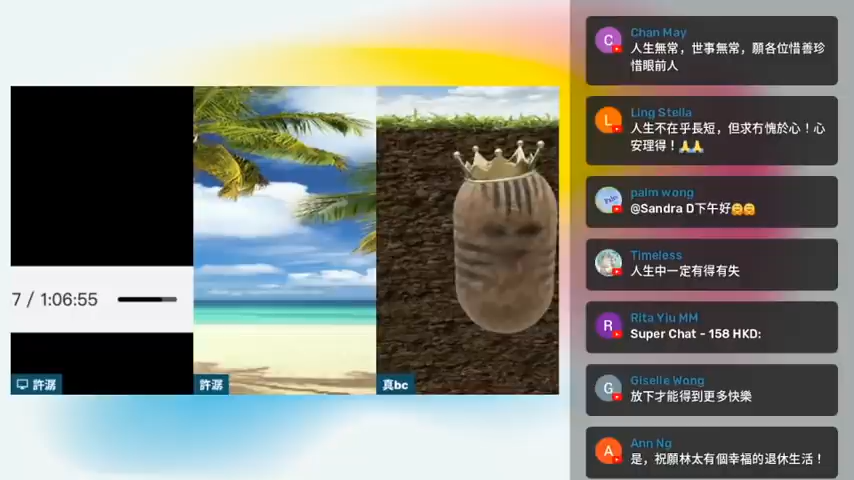 7 / 1:06:55
許潺
許潺
真bc
Chan May
人生無常，世事無常，願各位惜善珍
惜眼前人
Ling Stella
人生不在乎長短，但求冇愧於心！心
安理得！🙏🙏
palm wong
@Sandra D下午好🤗🤗
Timeless
人生中一定有得有失
Rita Yiu MM
Super Chat - 158 HKD:
Giselle Wong
放下才能得到更多快樂
Ann Ng
是，祝願林太有個幸福的退休生活！